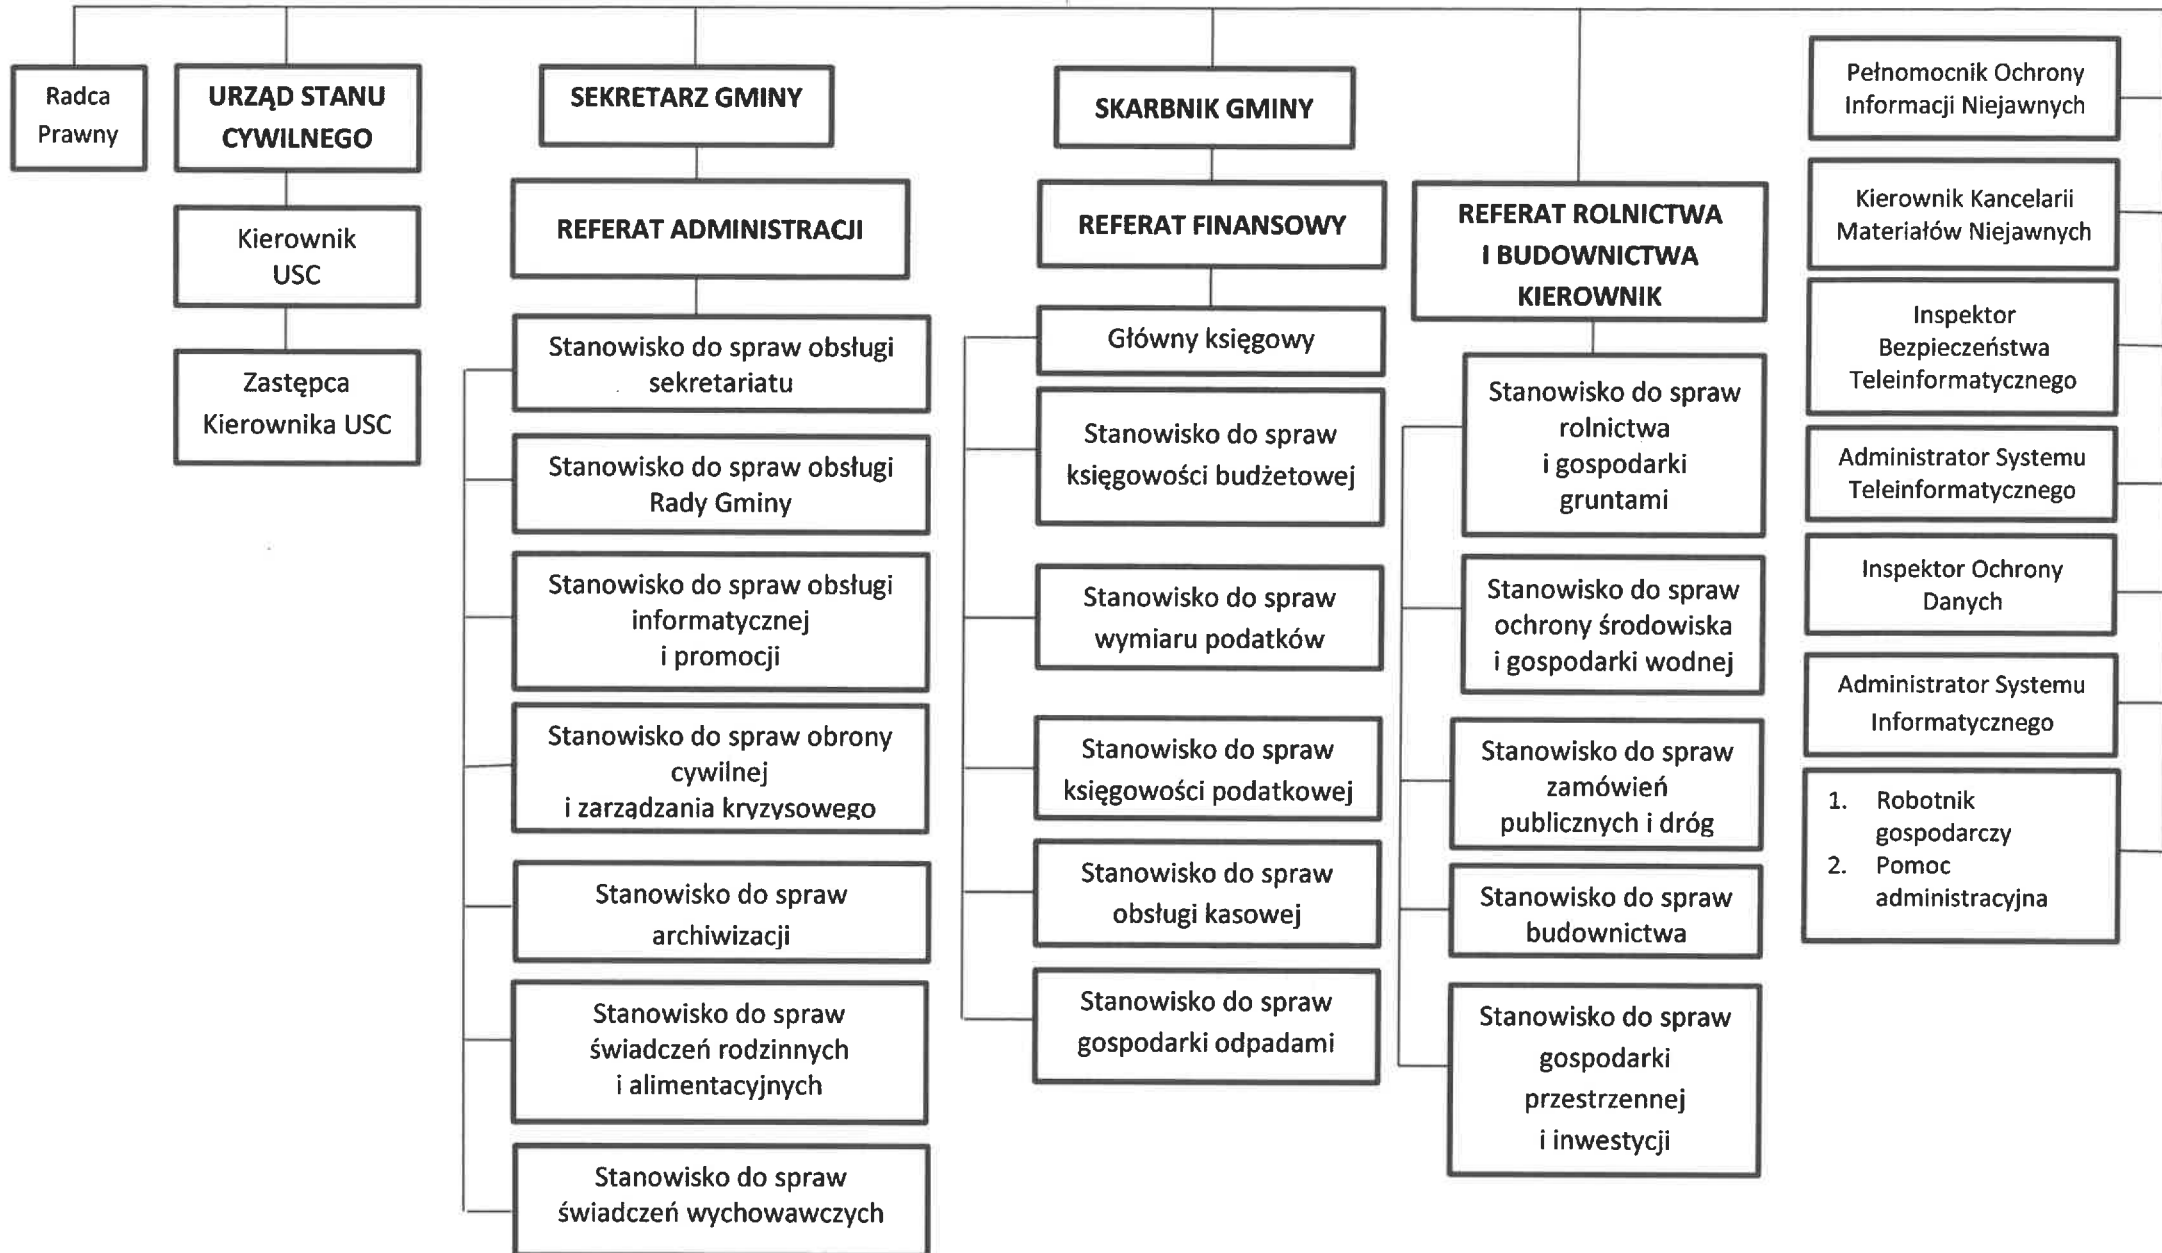 Radca
Prawny
URZĄD STANU
CYWILNEGO
Kierownik
USC
Zastępca
Kierownika USC
SEKRETARZ GMINY
REFERAT ADMINISTRACJI
Stanowisko do spraw obsługi
sekretariatu
Stanowisko do spraw obsługi
Rady Gminy
Stanowisko do spraw obsługi
informatycznej
i promocji
Stanowisko do spraw obrony
cywilnej
i zarządzania kryzysowego
Stanowisko do spraw
archiwizacji
Stanowisko do spraw
świadczeń rodzinnych
i alimentacyjnych
Stanowisko do spraw
świadczeń wychowawczych
SKARBNIK GMINY
REFERAT FINANSOWY
Główny księgowy
Stanowisko do spraw
księgowości budżetowej
Stanowisko do spraw
wymiaru podatków
Stanowisko do spraw
księgowości podatkowej
Stanowisko do spraw
obsługi kasowej
Stanowisko do spraw
gospodarki odpadami
REFERAT ROLNICTWA
I BUDOWNICTWA
KIEROWNIK
Stanowisko do spraw
rolnictwa
i gospodarki
gruntami
Stanowisko do spraw
ochrony środowiska
i gospodarki wodnej
Stanowisko do spraw
zamówień
publicznych i dróg
Stanowisko do spraw
budownictwa
Stanowisko do spraw
gospodarki
przestrzennej
i inwestycji
Pełnomocnik Ochrony
Informacji Niejawnych
Kierownik Kancelarii
Materiałów Niejawnych
Inspektor
Bezpieczeństwa
Teleinformatycznego
Administrator Systemu
Teleinformatycznego
Inspektor Ochrony
Danych
Administrator Systemu
Informatycznego
1. Robotnik
gospodarczy
2. Pomoc
administracyjna